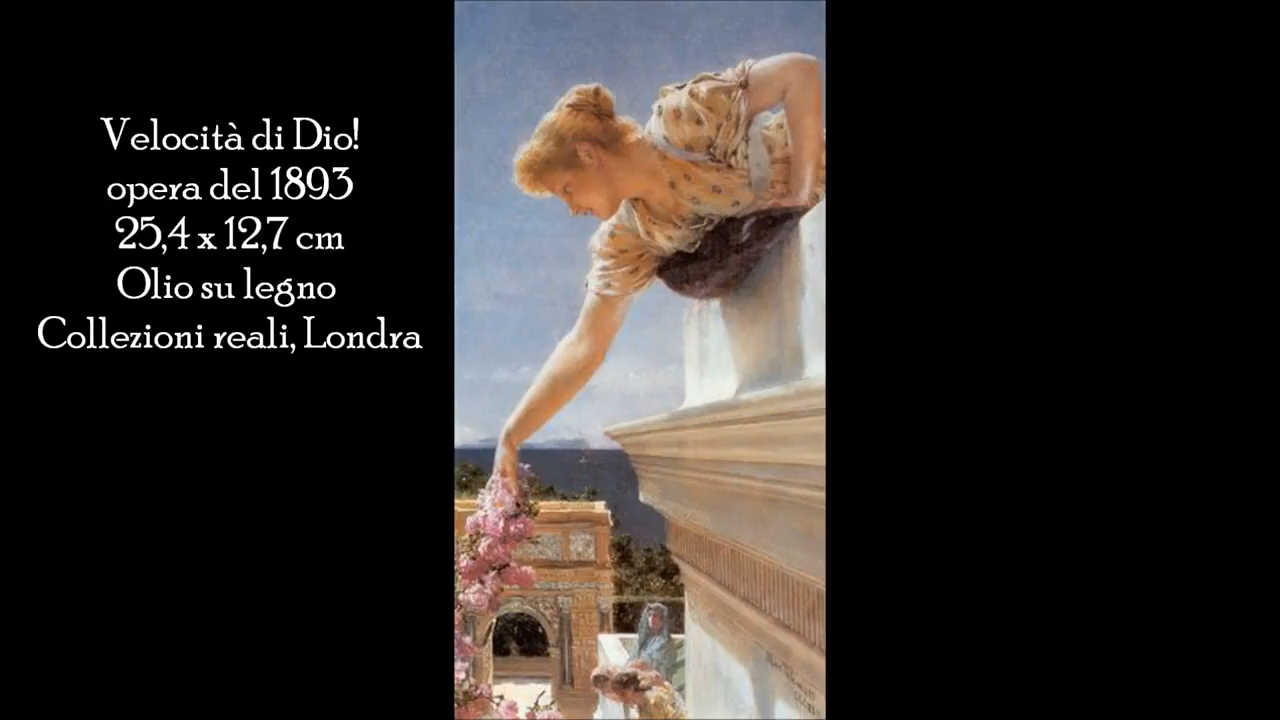 Velocità di Dio!
opera del 1893
25,4 x 12,7 cm
Olio su legno
Collezioni reali, Londra